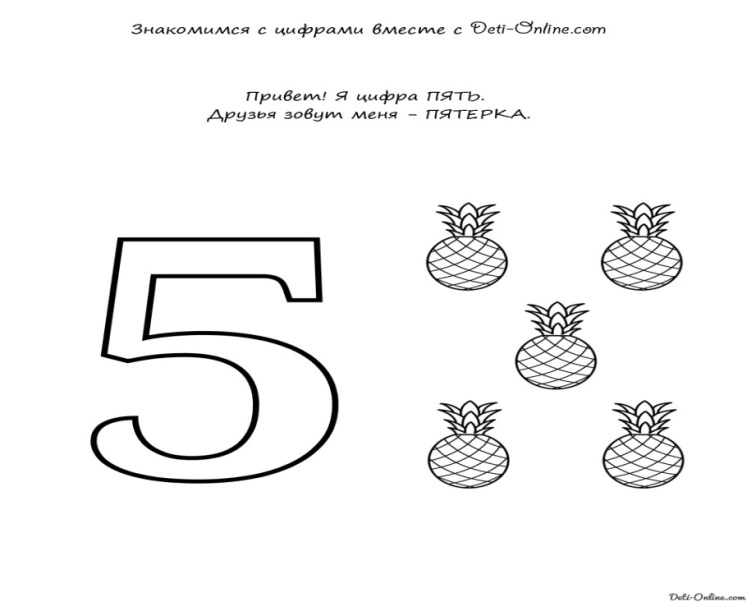 Знакомимся с цифрами вместе с Deti-Online.com
Привет! Я цифра ПЯТЬ.
Друзья зовут меня - ПЯТЕРКА.
5
Deti-Online.com